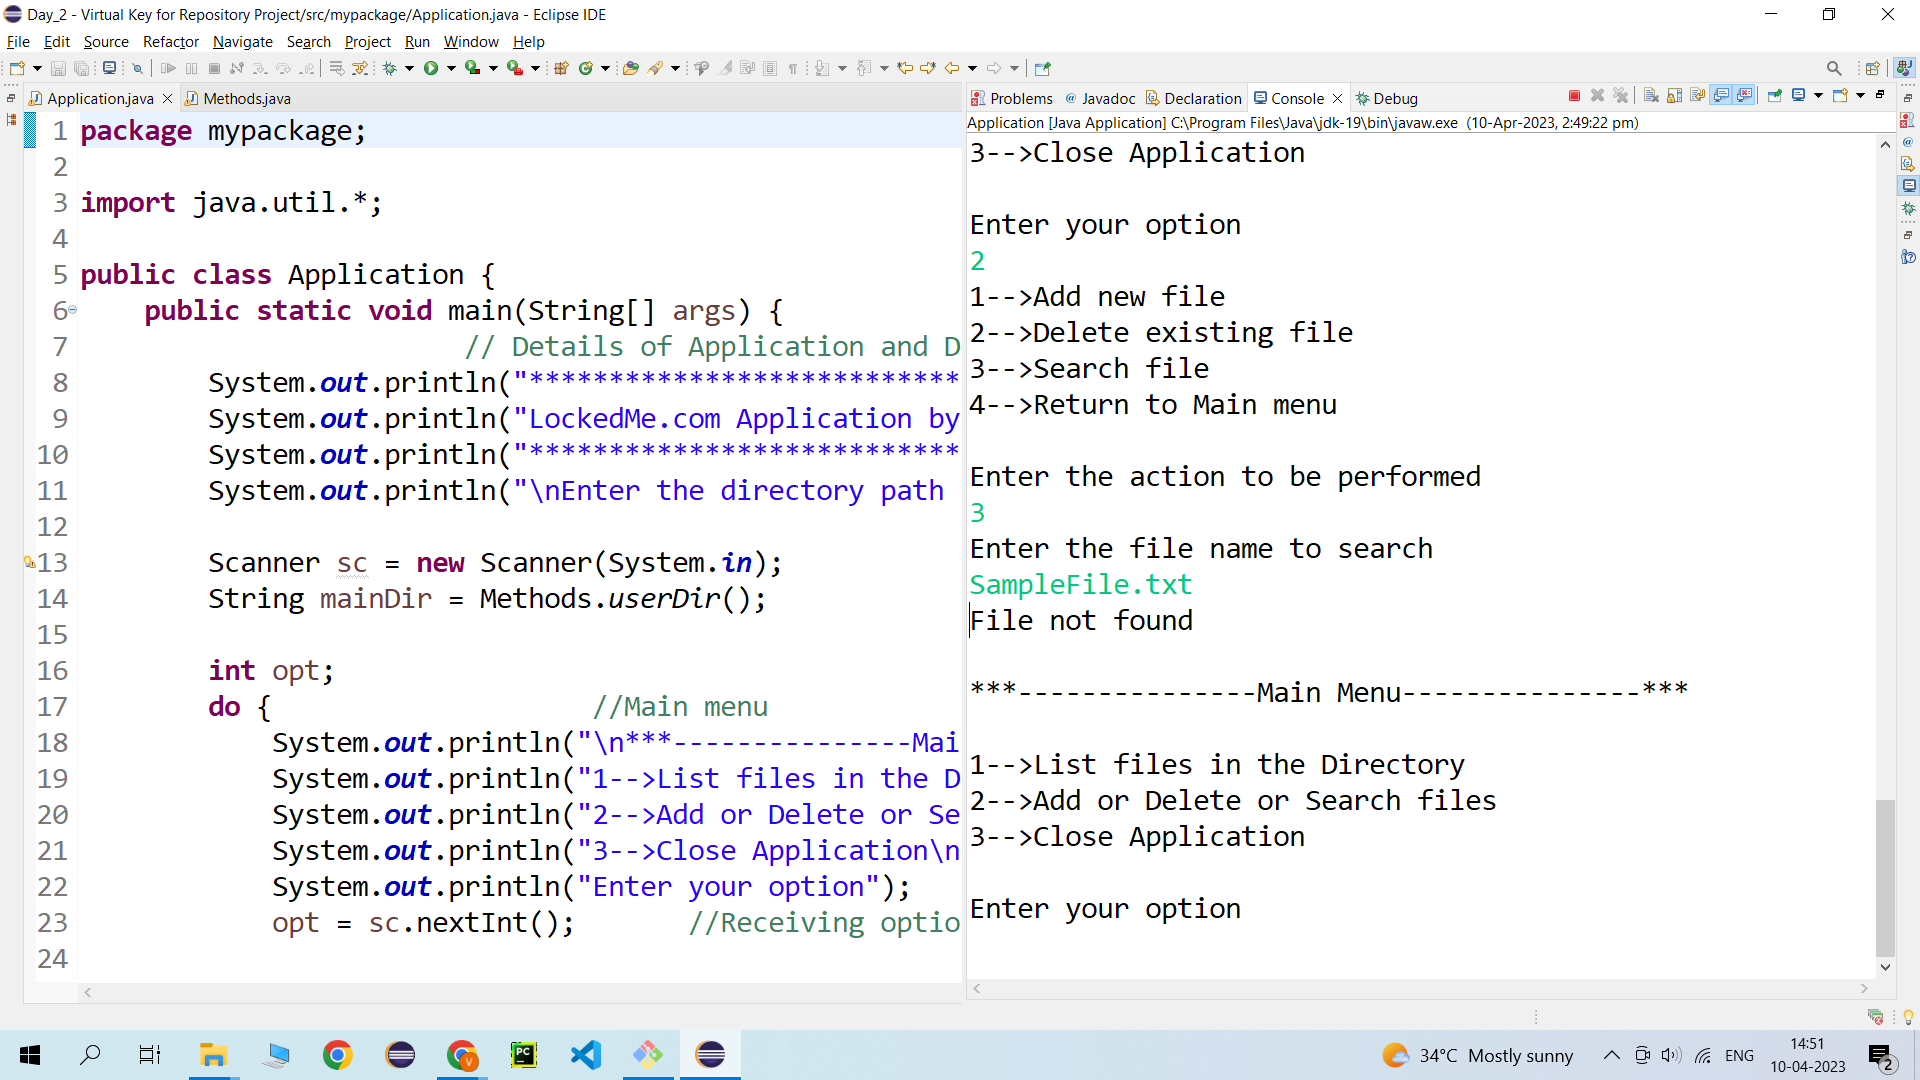 Day_2 - Virtual Key for Repository Project/src/mypackage/Application.java - Eclipse IDE
File Edit Source Refactor Navigate Search Project Run Window Help
Application.java
Methods.java
1 package mypackage;
2
3 import java.util.*;
4
5 public class Application {
6 public static void main(String[] args) {
7 // Details of Application and D
8 System.out.println("***************************
9 System.out.println("LockedMe.com Application by
10 System.out.println("***************************
11 System.out.println("\nEnter the directory path
12
13 Scanner sc = new Scanner(System.in);
14 String mainDir = Methods.userDir();
15
16 int opt;
17 do { //Main menu
18 System.out.println("\n***---------------Mai
19 System.out.println("1-->List files in the D
20 System.out.println("2-->Add or Delete or Se
21 System.out.println("3-->Close Application\n
22 System.out.println("Enter your option");
23 opt = sc.nextInt(); //Receiving optio
24
Problems @ Javadoc Declaration Console Debug
Application [Java Application] C:\Program Files\Java\jdk-19\bin\javaw.exe (10-Apr-2023, 2:49:22 pm)
3-->Close Application
Enter your option
2
1-->Add new file
2-->Delete existing file
3-->Search file
4-->Return to Main menu
Enter the action to be performed
3
Enter the file name to search
SampleFile.txt
File not found
***---------------Main Menu---------------***
1-->List files in the Directory
2-->Add or Delete or Search files
3-->Close Application
Enter your option
34°C Mostly sunny
ENG
14:51
10-04-2023
2